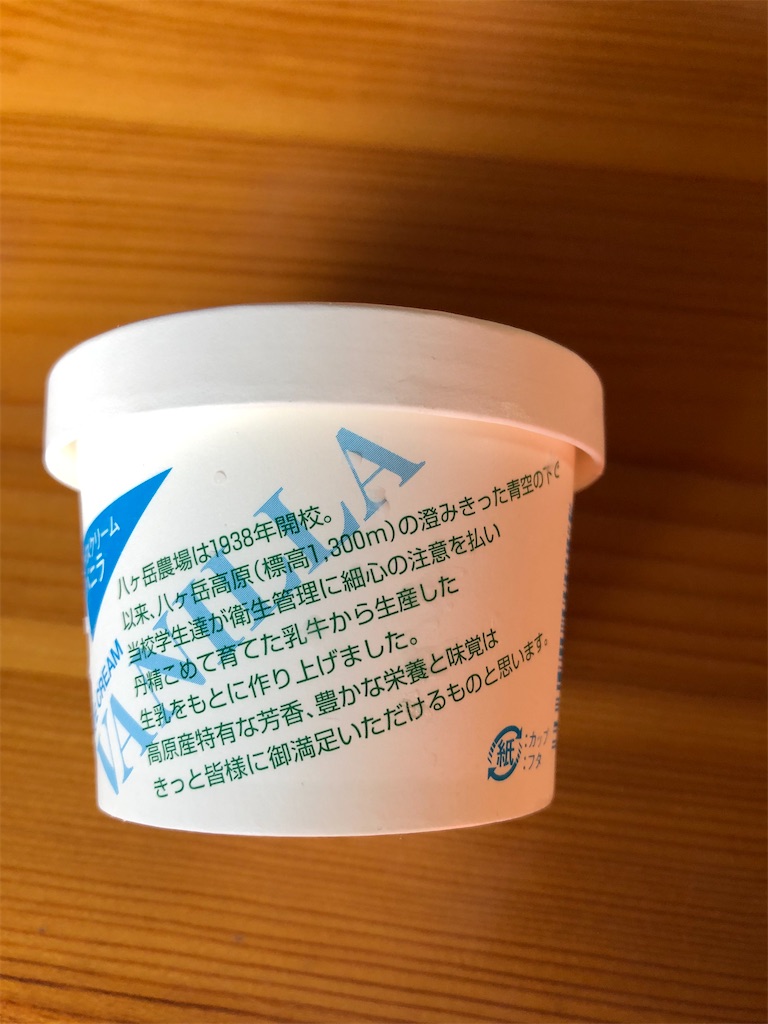 クリーム
ニラ
CREAM
VANILLA
八ヶ岳農場は1938年開校。
以来、八ヶ岳高原(標高1,300m)の澄みきった青空の下で
当校学生達が衛生管理に細心の注意を払い
丹精こめて育てた乳牛から生産した
生乳をもとに作り上げました。
高原産特有な芳香、豊かな栄養と味覚は
きっと皆様に御満足いただけるものと思います。
紙
:カップ
:フタ